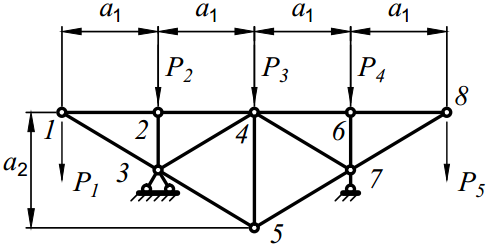 a₁ a₁ a₁ a₁
P₂ P₃ P₄
1 2 4 6 8
a₂ P₁ 3 7 P₅
5